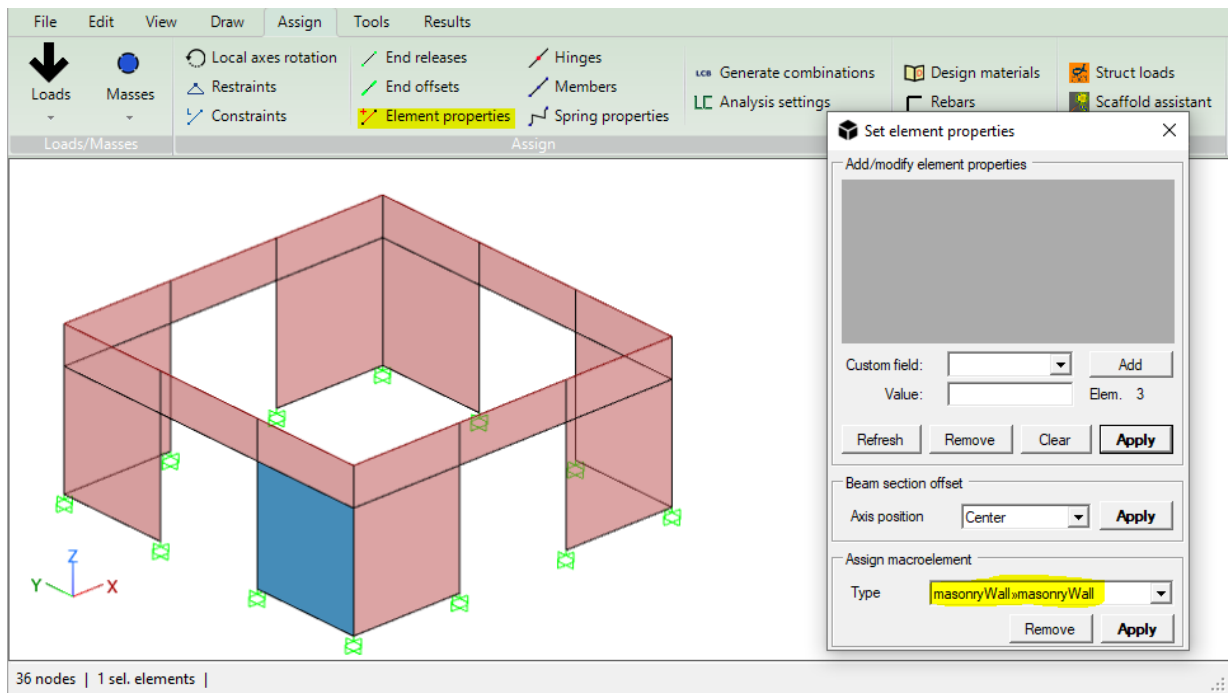 File Edit View Draw Assign Tools Results
Loads
Masses
Loads/Masses
Local axes rotation
Restraints
Constraints
End releases
End offsets
Element properties
Hinges
Members
Spring properties
Assign
LCB Generate combinations
LC Analysis settings
Design materials
Rebars
Struct loads
Scaffold assistant
Set element properties
Add/modify element properties
Custom field: Add
Value: Elem. 3
Refresh Remove Clear Apply
Beam section offset
Axis position Center Apply
Assign macroelement
Type masonryWall»masonryWall
Remove Apply
Z
Y X
36 nodes | 1 sel. elements |